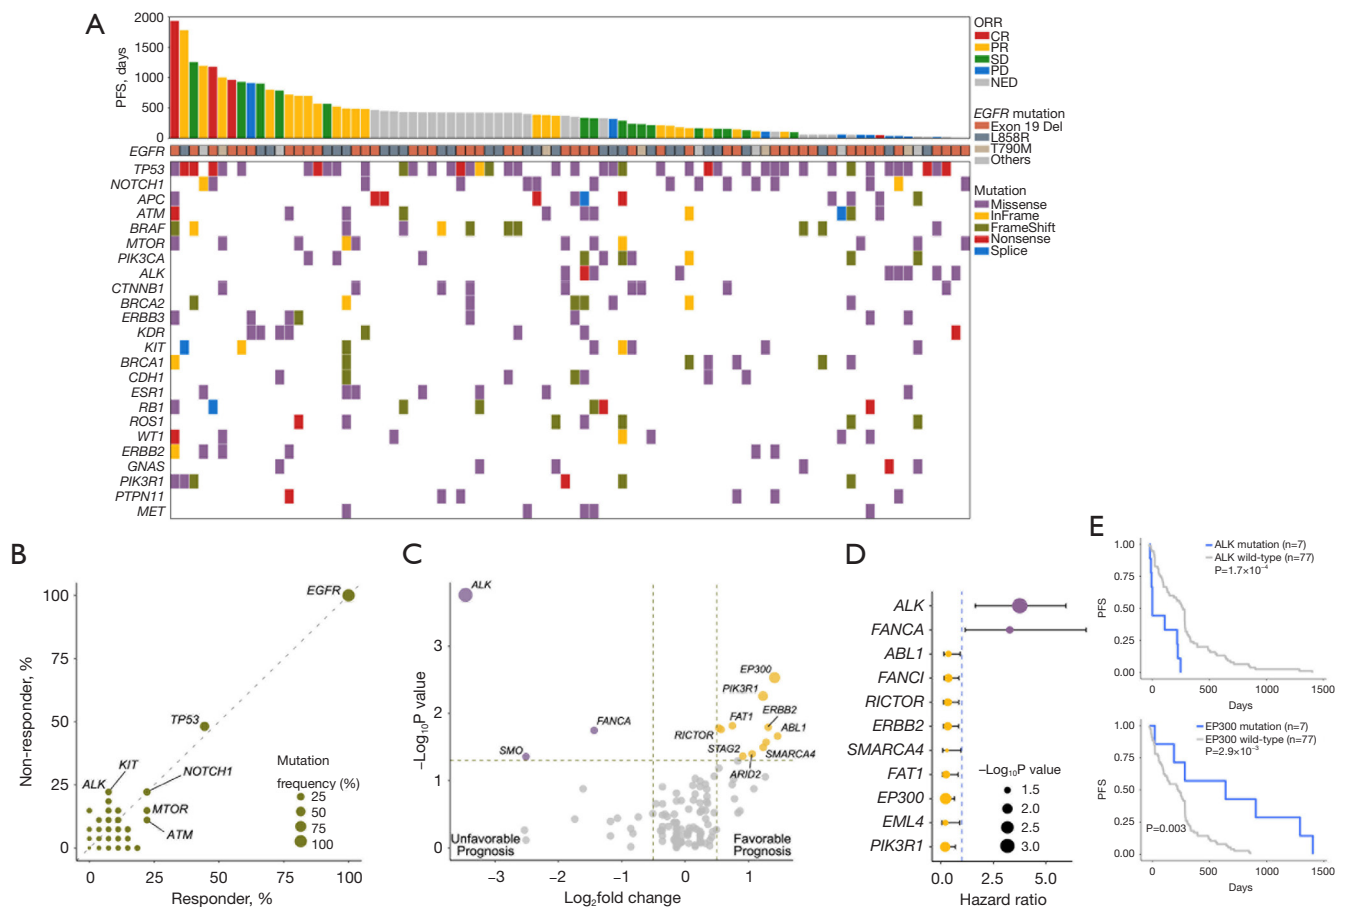 A
PFS, days
2000
1500
1000
500
0
ORR
CR
PR
SD
PD
NED
EGFR mutation
Exon 19 Del
L858R
T790M
Others
Mutation
Missense
InFrame
FrameShift
Nonsense
Splice
EGFR
TP53
NOTCH1
APC
ATM
BRAF
MTOR
PIK3CA
ALK
CTNNB1
BRCA2
ERBB3
KDR
KIT
BRCA1
CDH1
ESR1
RB1
ROS1
WT1
ERBB2
GNAS
PIK3R1
PTPN11
MET
B
Non-responder, %
100
75
50
25
0
EGFR
TP53
KIT
ALK
NOTCH1
MTOR
ATM
Mutation
frequency (%)
25
50
75
100
0 25 50 75 100
Responder, %
C
−Log10P value
3
2
1
0
ALK
EP300
PIK3R1
ERBB2
FAT1
ABL1
FANCA
RICTOR
STAG2
SMARCA4
SMO
ARID2
Unfavorable
Prognosis
Favorable
Prognosis
−3 −2 −1 0 1
Log2fold change
D
ALK
FANCA
ABL1
FANCI
RICTOR
ERBB2
SMARCA4
FAT1
EP300
EML4
PIK3R1
−Log10P value
1.5
2.0
2.5
3.0
0.0 2.5 5.0
Hazard ratio
E
PFS
1.00
0.75
0.50
0.25
0.00
ALK mutation (n=7)
ALK wild-type (n=77)
P=1.7×10−4
0 500 1000 1500
Days
PFS
1.00
0.75
0.50
0.25
0.00
EP300 mutation (n=7)
EP300 wild-type (n=77)
P=2.9×10−3
P=0.003
0 500 1000 1500
Days